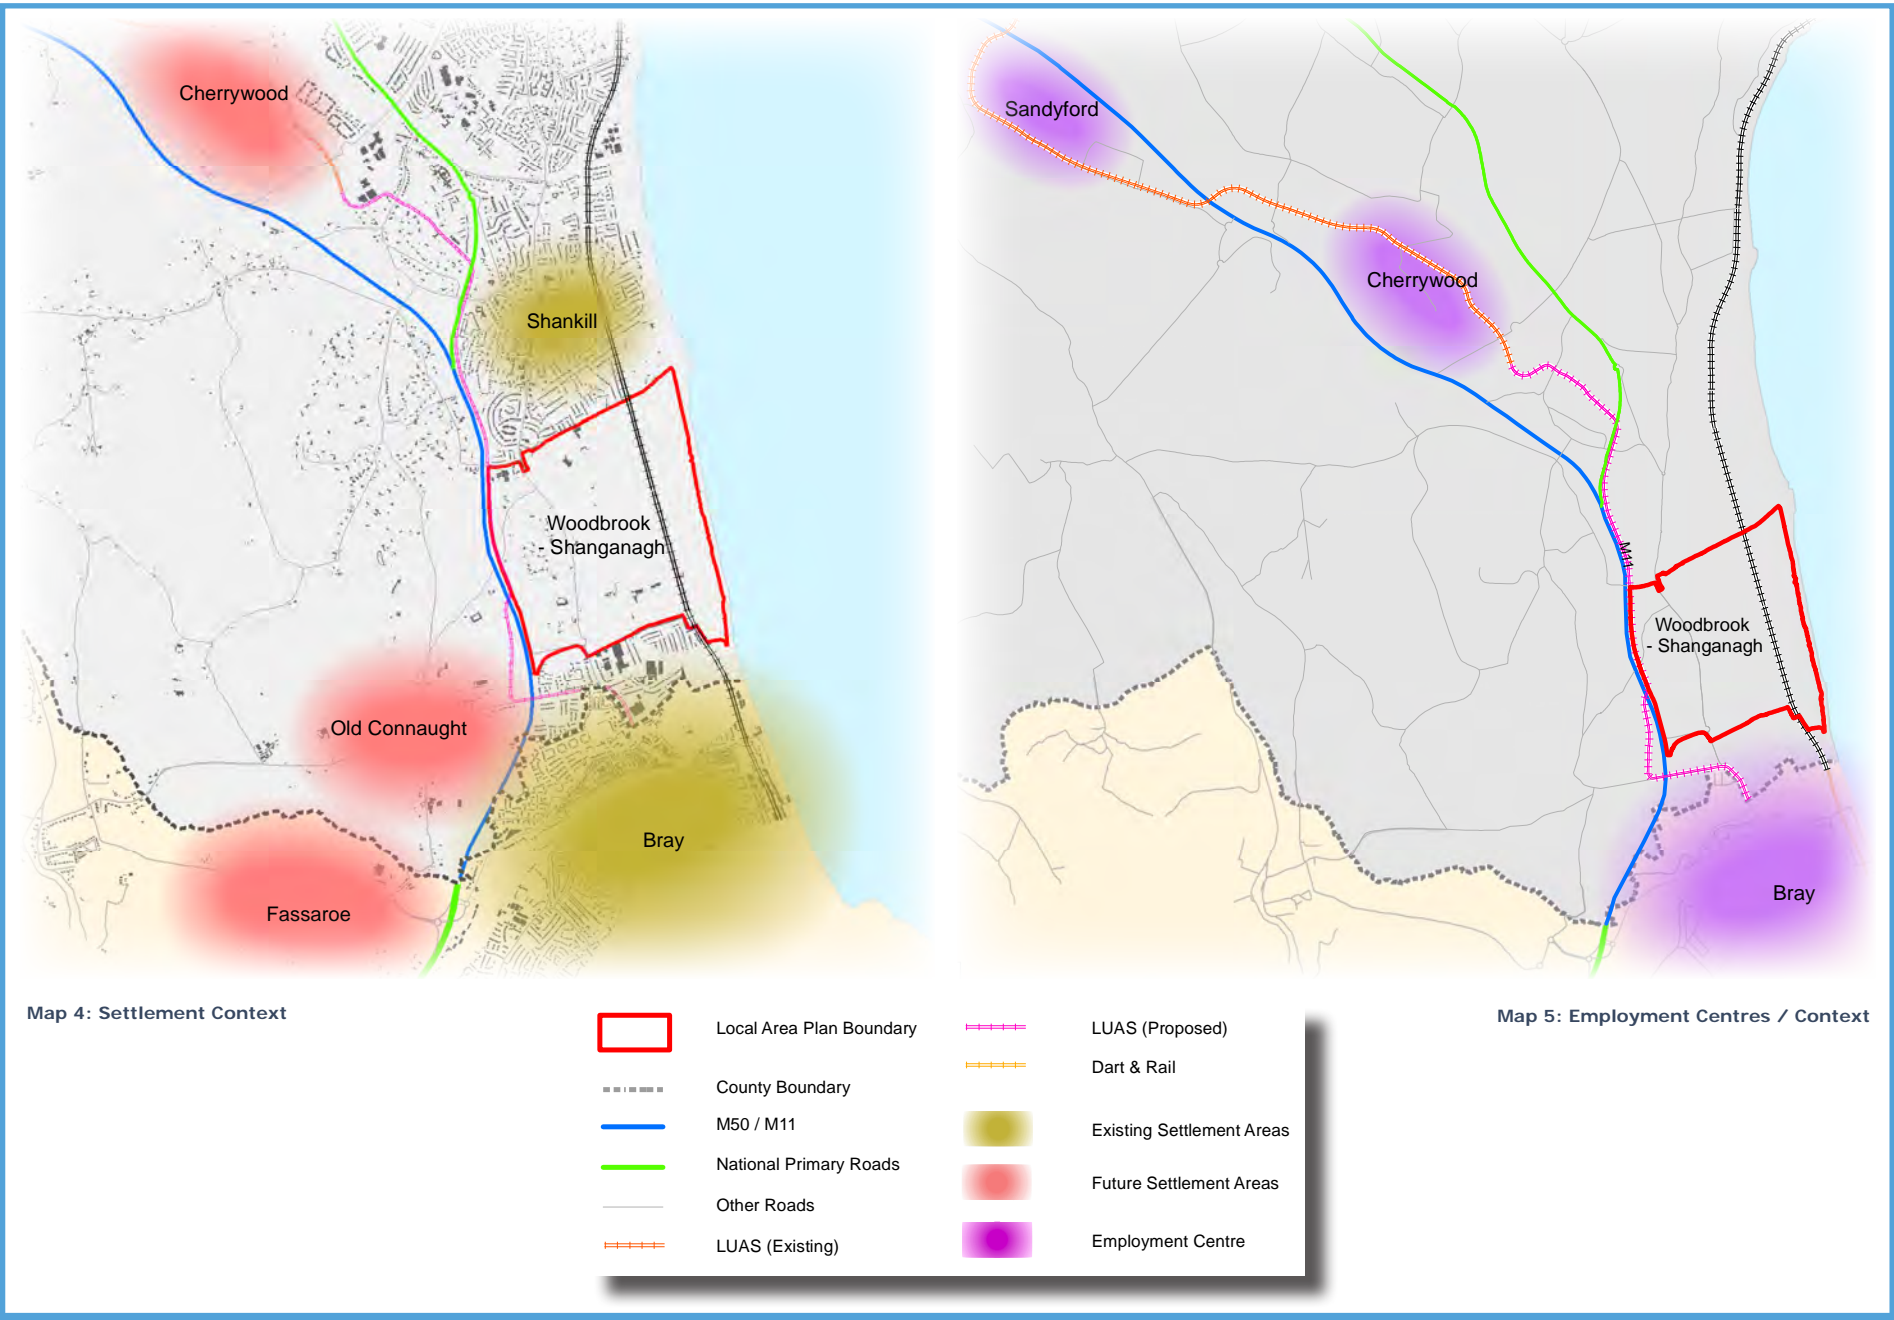 Cherrywood
Shankill
Woodbrook
- Shanganagh
Old Connaught
Bray
Fassaroe
Map 4: Settlement Context
Sandyford
Cherrywood
M11
Woodbrook
- Shanganagh
Bray
Map 5: Employment Centres / Context
Local Area Plan Boundary
County Boundary
M50 / M11
National Primary Roads
Other Roads
LUAS (Existing)
LUAS (Proposed)
Dart & Rail
Existing Settlement Areas
Future Settlement Areas
Employment Centre